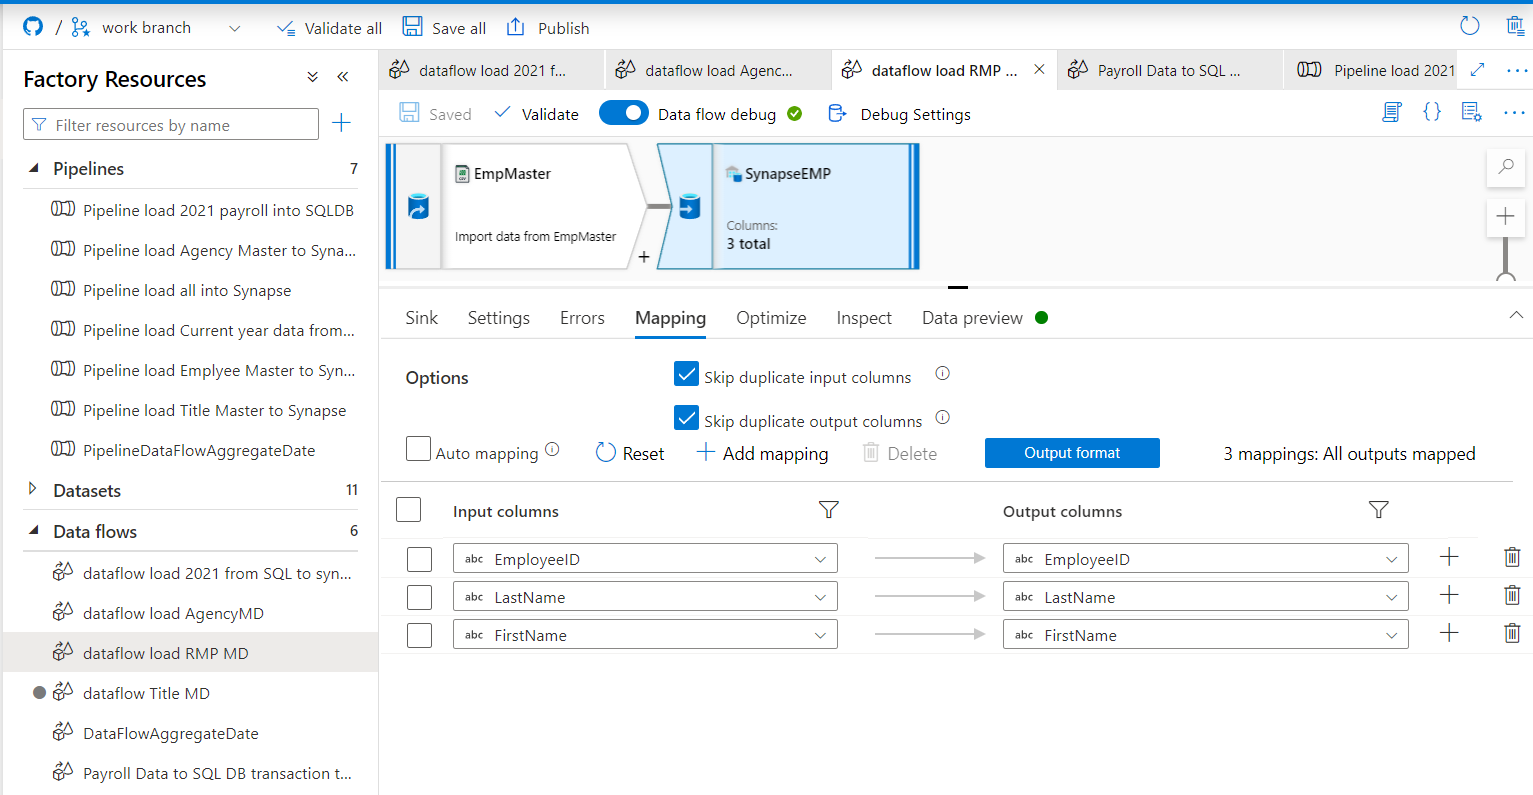 / work branch Validate all Save all Publish
Factory Resources
Filter resources by name
Pipelines 7
Pipeline load 2021 payroll into SQLDB
Pipeline load Agency Master to Syna...
Pipeline load all into Synapse
Pipeline load Current year data from...
Pipeline load Emplyee Master to Syn...
Pipeline load Title Master to Synapse
PipelineDataFlowAggregateDate
Datasets 11
Data flows 6
dataflow load 2021 from SQL to syn...
dataflow load AgencyMD
dataflow load RMP MD
dataflow Title MD
DataFlowAggregateDate
Payroll Data to SQL DB transaction t...
dataflow load 2021 f... dataflow load Agenc... dataflow load RMP ... Payroll Data to SQL ... Pipeline load 2021
Saved Validate Data flow debug Debug Settings
EmpMaster
Import data from EmpMaster
+
SynapseEMP
Columns:
3 total
Sink Settings Errors Mapping Optimize Inspect Data preview
Options
Skip duplicate input columns
Skip duplicate output columns
Auto mapping Reset Add mapping Delete Output format 3 mappings: All outputs mapped
Input columns Output columns
abc EmployeeID abc EmployeeID
abc LastName abc LastName
abc FirstName abc FirstName